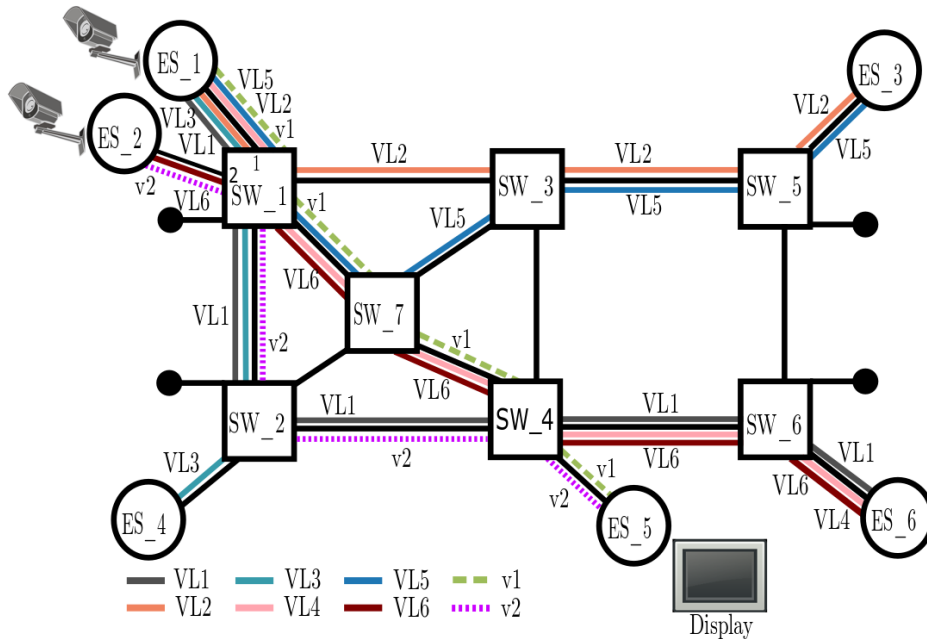 ES_1
VL5
VL2
v1
VL3
ES_2
VL1
v2
VL6
1
2
SW_1
VL2
SW_3
VL2
VL5
SW_5
VL2
VL5
ES_3
v1
VL5
VL6
SW_7
VL1
v2
v1
VL6
SW_2
VL1
v2
SW_4
VL1
VL6
SW_6
VL3
ES_4
v1
v2
ES_5
VL1
VL6
VL4
ES_6
VL1 VL3 VL5 v1
VL2 VL4 VL6 v2
Display